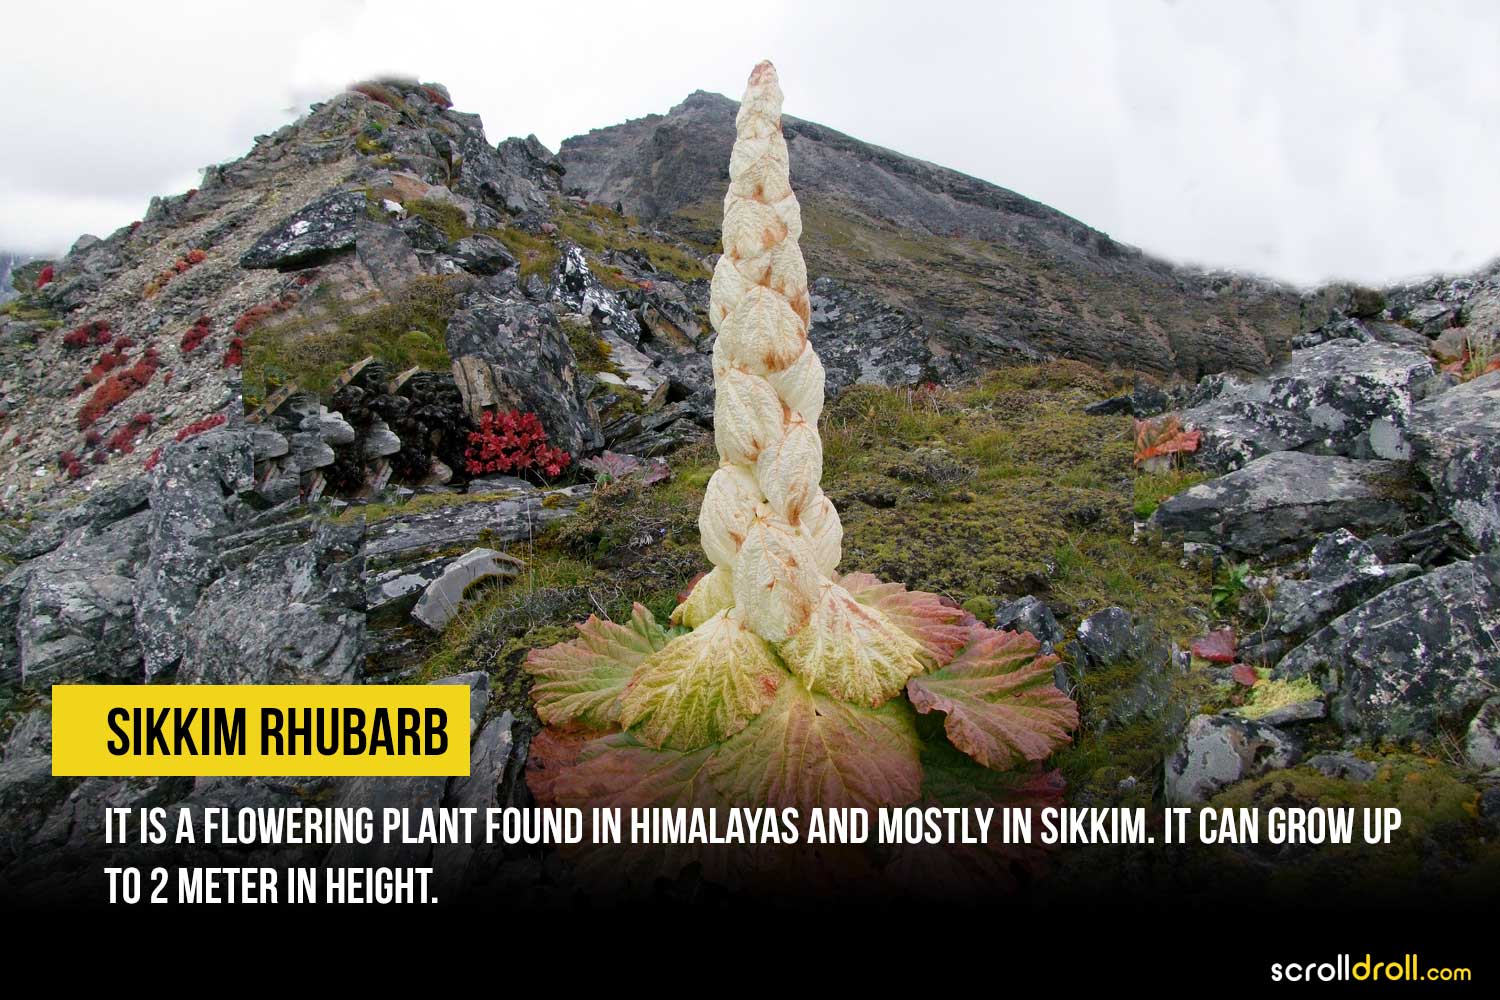 SIKKIM RHUBARB
IT IS A FLOWERING PLANT FOUND IN HIMALAYAS AND MOSTLY IN SIKKIM. IT CAN GROW UP
TO 2 METER IN HEIGHT.
scrolldroll.com